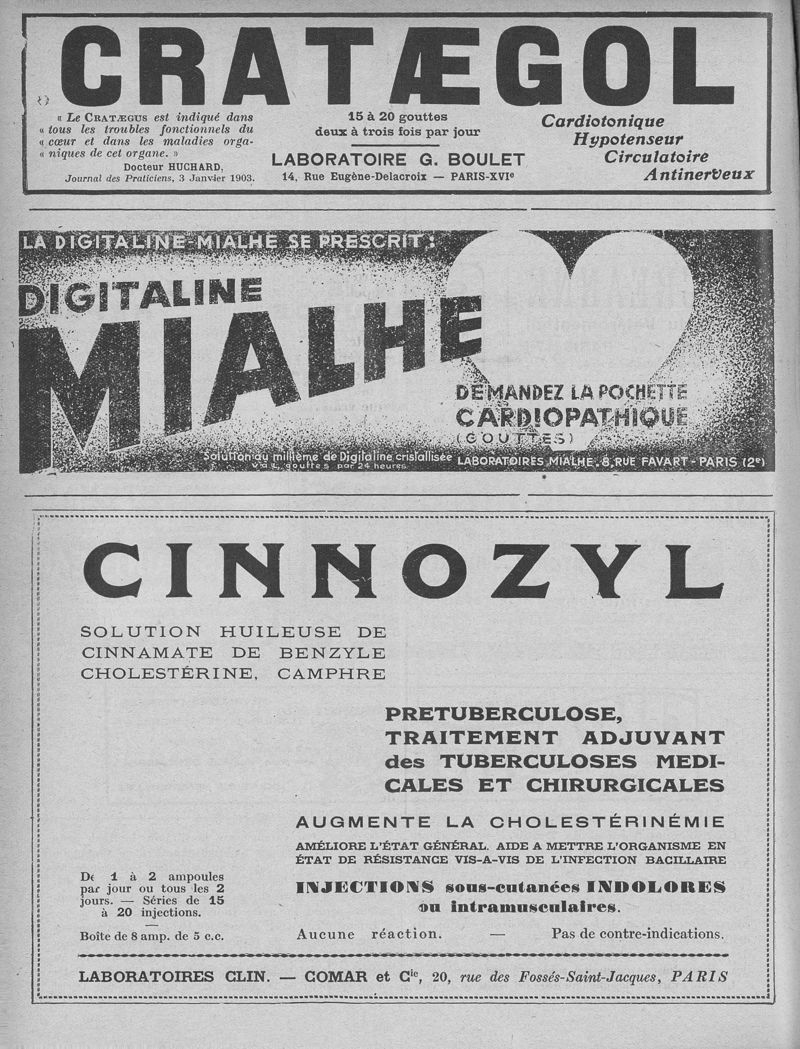 CRATÆGOL
« Le CRATÆGUS est indiqué dans
« tous les troubles fonctionnels du
« cœur et dans les maladies orga-
« niques de cet organe. »
Docteur HUCHARD,
Journal des Praticiens, 3 Janvier 1903.
15 à 20 gouttes
deux à trois fois par jour
LABORATOIRE G. BOULET
14, Rue Eugène-Delacroix — PARIS-XVIe
Cardiotonique
Hypotenseur
Circulatoire
Antinerveux
LA DIGITALINE-MIALHE SE PRESCRIT :
DIGITALINE
MIALHE
DEMANDEZ LA POCHETTE
CARDIOPATHIQUE
(GOUTTES)
Solution au millième de Digitaline cristallisée
V à L gouttes par 24 heures
LABORATOIRES MIALHE. 8, RUE FAVART - PARIS (2e)
CINNOZYL
SOLUTION HUILEUSE DE
CINNAMATE DE BENZYLE
CHOLESTÉRINE, CAMPHRE
PRETUBERCULOSE,
TRAITEMENT ADJUVANT
des TUBERCULOSES MEDI-
CALES ET CHIRURGICALES
AUGMENTE LA CHOLESTÉRINÉMIE
AMÉLIORE L'ÉTAT GÉNÉRAL. AIDE A METTRE L'ORGANISME EN
ÉTAT DE RÉSISTANCE VIS-A-VIS DE L'INFECTION BACILLAIRE
De 1 à 2 ampoules
par jour ou tous les 2
jours. — Séries de 15
à 20 injections.
Boîte de 8 amp. de 5 c.c.
INJECTIONS sous-cutanées INDOLORES
ou intramusculaires.
Aucune réaction. — Pas de contre-indications.
LABORATOIRES CLIN. — COMAR et Cie, 20, rue des Fossés-Saint-Jacques, PARIS